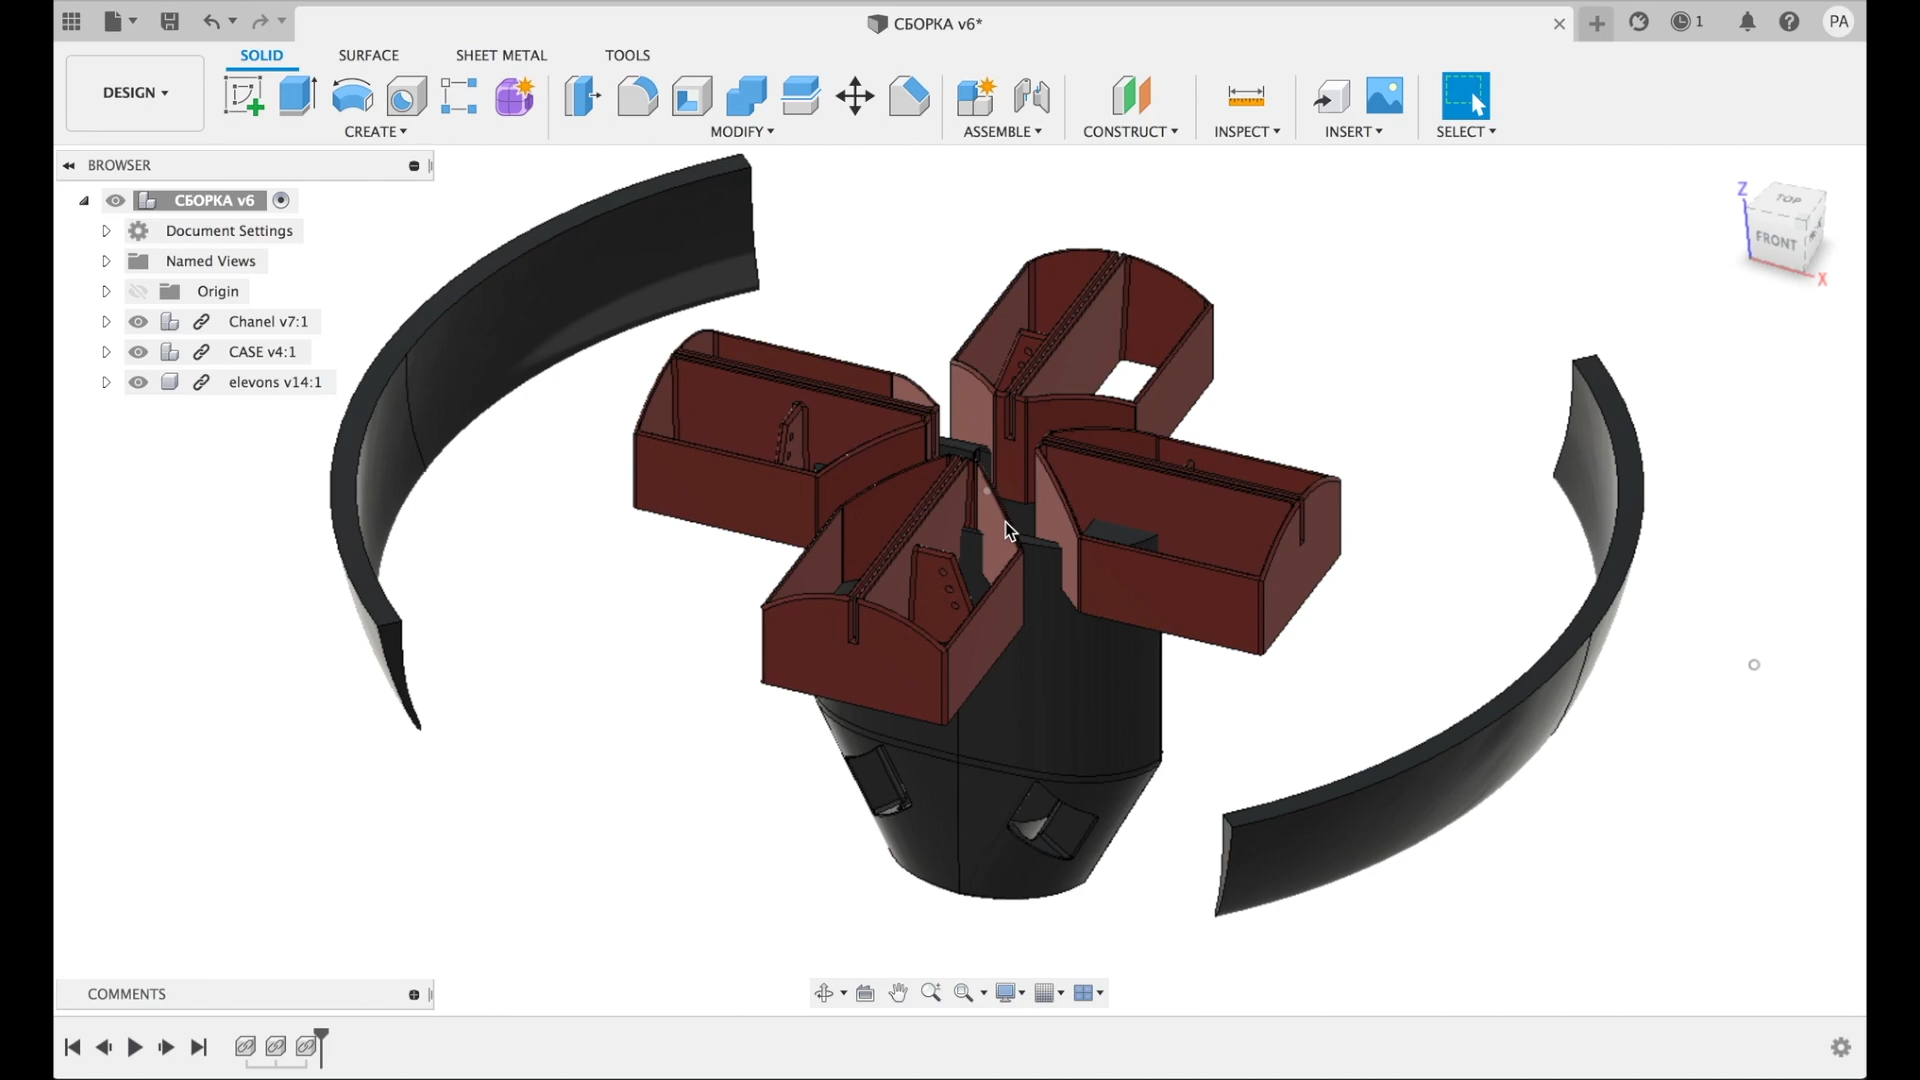 СБОРКА v6*
1
PA
SOLID
SURFACE
SHEET METAL
TOOLS
DESIGN
CREATE
MODIFY
ASSEMBLE
CONSTRUCT
INSPECT
INSERT
SELECT
BROWSER
СБОРКА v6
Document Settings
Named Views
Origin
Chanel v7:1
CASE v4:1
elevons v14:1
Z
TOP
FRONT
X
COMMENTS